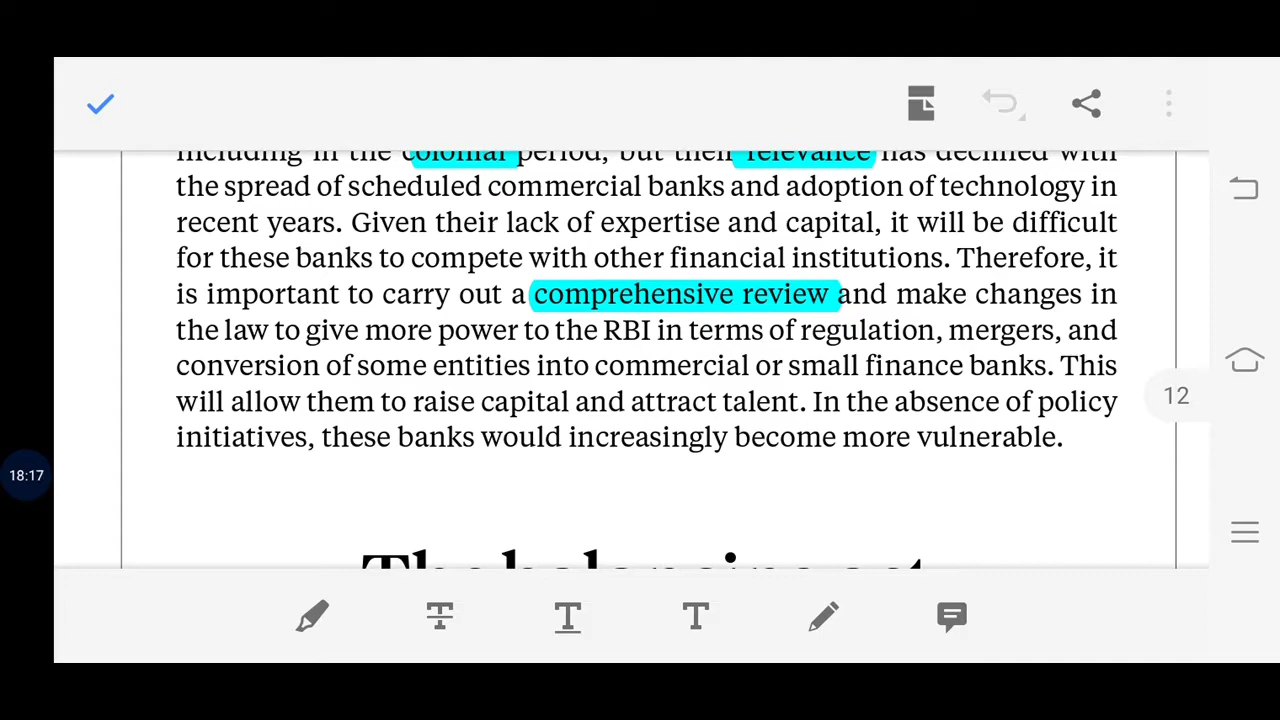 including in the colonial period, but their relevance has declined with
the spread of scheduled commercial banks and adoption of technology in
recent years. Given their lack of expertise and capital, it will be difficult
for these banks to compete with other financial institutions. Therefore, it
is important to carry out a comprehensive review and make changes in
the law to give more power to the RBI in terms of regulation, mergers, and
conversion of some entities into commercial or small finance banks. This
will allow them to raise capital and attract talent. In the absence of policy
initiatives, these banks would increasingly become more vulnerable.
12
18:17
The balancing act